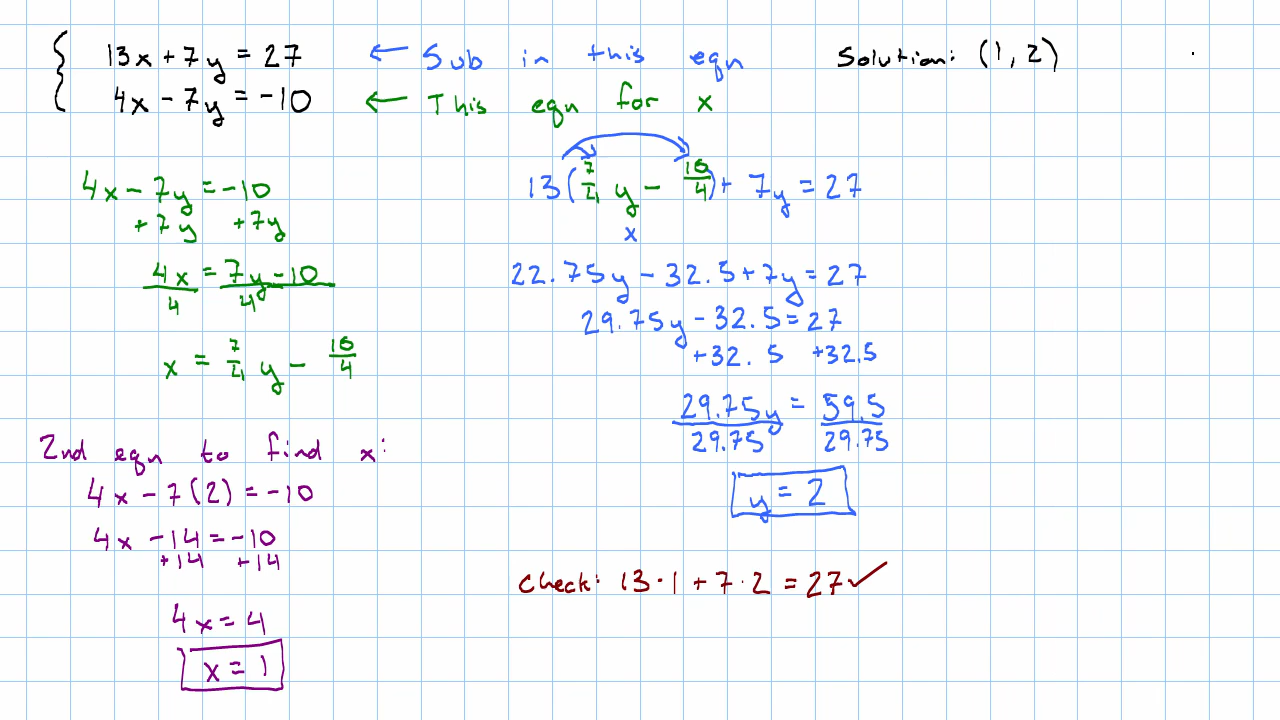 13x + 7y = 27 ← Sub in this eqn
4x - 7y = -10 ← This eqn for x
Solution: (1, 2)
4x - 7y = -10
+7y +7y
4x = 7y - 10
4 4
x = 7/4 y - 10/4
2nd eqn to find x:
4x - 7(2) = -10
4x - 14 = -10
+14 +14
4x = 4
x = 1
13(7/4 y - 10/4) + 7y = 27
x
22.75y - 32.5 + 7y = 27
29.75y - 32.5 = 27
+32.5 +32.5
29.75y = 59.5
29.75 29.75
y = 2
Check: 13·1 + 7·2 = 27 ✓